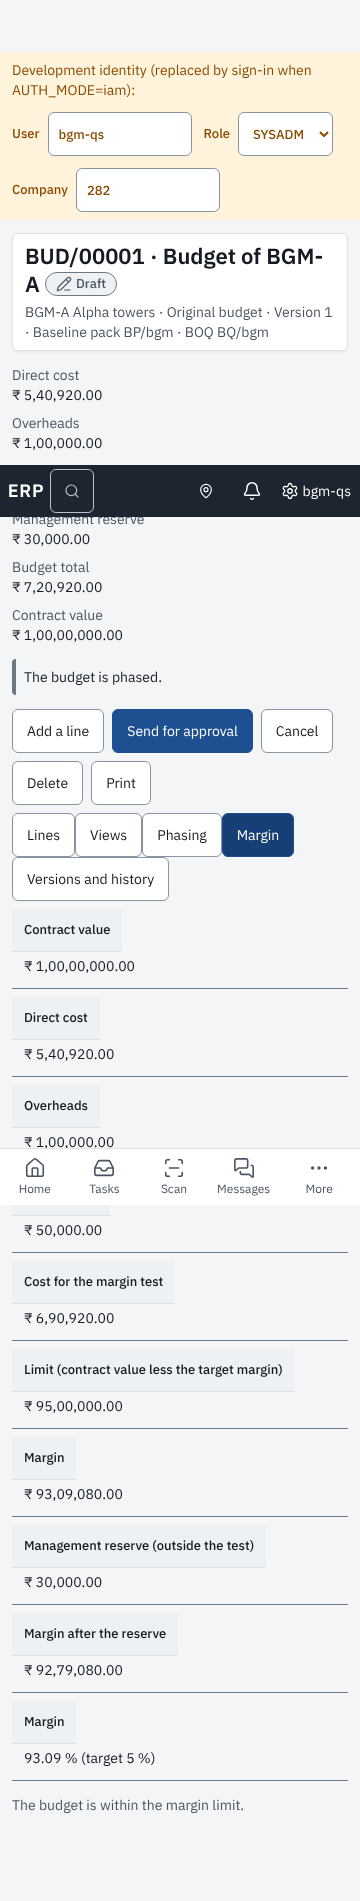 Development identity (replaced by sign-in when
AUTH_MODE=iam):
User bgm-qs Role SYSADM
Company 282
BUD/00001 · Budget of BGM-
A Draft
BGM-A Alpha towers · Original budget · Version 1
· Baseline pack BP/bgm · BOQ BQ/bgm
Direct cost
₹ 5,40,920.00
Overheads
₹ 1,00,000.00
ERP bgm-qs
Management reserve
₹ 30,000.00
Budget total
₹ 7,20,920.00
Contract value
₹ 1,00,00,000.00
The budget is phased.
Add a line Send for approval Cancel
Delete Print
Lines Views Phasing Margin
Versions and history
Contract value
₹ 1,00,00,000.00
Direct cost
₹ 5,40,920.00
Overheads
₹ 1,00,000.00
Home Tasks Scan Messages More
₹ 50,000.00
Cost for the margin test
₹ 6,90,920.00
Limit (contract value less the target margin)
₹ 95,00,000.00
Margin
₹ 93,09,080.00
Management reserve (outside the test)
₹ 30,000.00
Margin after the reserve
₹ 92,79,080.00
Margin
93.09 % (target 5 %)
The budget is within the margin limit.